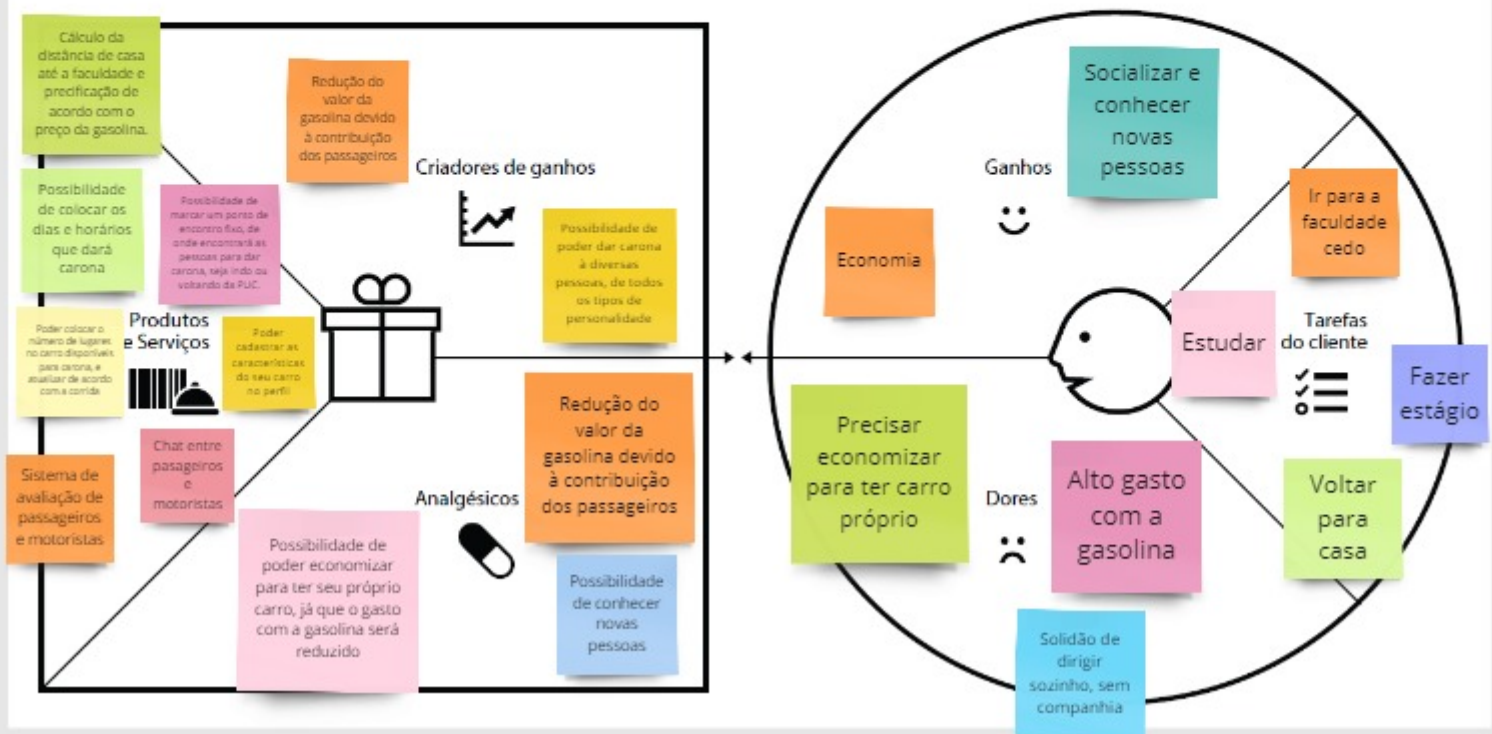 Cálculo da
distância de casa
até a faculdade e
precificação de
acordo com o
preço da gasolina.
Redução do
valor da
gasolina devido
à contribuição
dos passageiros
Criadores de ganhos
Possibilidade
de colocar os
dias e horários
que dará
carona
Possibilidade de
marcar um ponto de
encontro fixo, de
onde encontrará as
pessoas para dar
carona, seja indo ou
voltando da PUC.
Possibilidade de
poder dar carona
à diversas
pessoas, de todos
os tipos de
personalidade
Poder colocar o
número de lugares
no carro disponíveis
para carona, e
atualizar de acordo
com a corrida
Produtos
e Serviços
Poder
cadastrar as
características
do seu carro
no perfil
Sistema de
avaliação de
passageiros
e motoristas
Chat entre
pasageiros
e
motoristas
Possibilidade de
poder economizar
para ter seu próprio
carro, já que o gasto
com a gasolina será
reduzido
Analgésicos
Redução do
valor da
gasolina devido
à contribuição
dos passageiros
Possibilidade
de conhecer
novas
pessoas
Socializar e
conhecer
novas
pessoas
Ganhos
Economia
Ir para a
faculdade
cedo
Estudar
Tarefas
do cliente
Fazer
estágio
Voltar
para
casa
Precisar
economizar
para ter carro
próprio
Dores
Alto gasto
com a
gasolina
Solidão de
dirigir
sozinho, sem
companhia